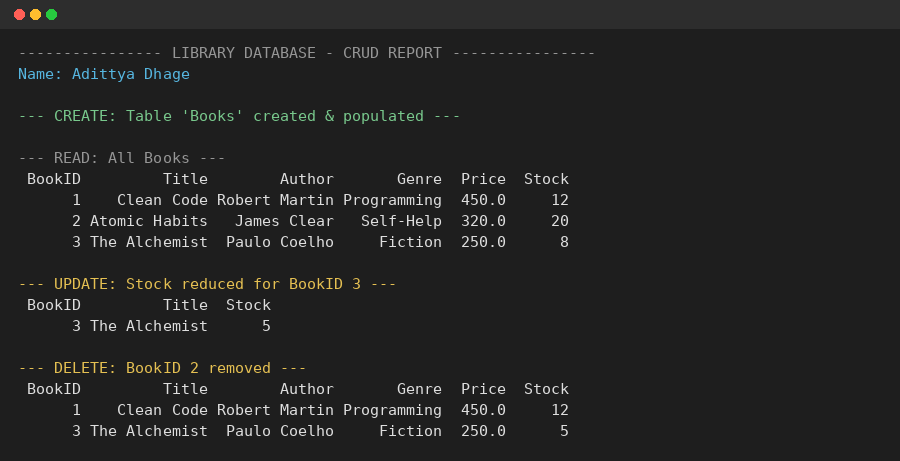 ---------------- LIBRARY DATABASE - CRUD REPORT ----------------
Name: Adittya Dhage
--- CREATE: Table 'Books' created & populated ---
--- READ: All Books ---
 BookID         Title        Author       Genre  Price  Stock
      1    Clean Code Robert Martin Programming  450.0     12
      2 Atomic Habits   James Clear   Self-Help  320.0     20
      3 The Alchemist  Paulo Coelho     Fiction  250.0      8
--- UPDATE: Stock reduced for BookID 3 ---
 BookID         Title  Stock
      3 The Alchemist      5
--- DELETE: BookID 2 removed ---
 BookID         Title        Author       Genre  Price  Stock
      1    Clean Code Robert Martin Programming  450.0     12
      3 The Alchemist  Paulo Coelho     Fiction  250.0      5